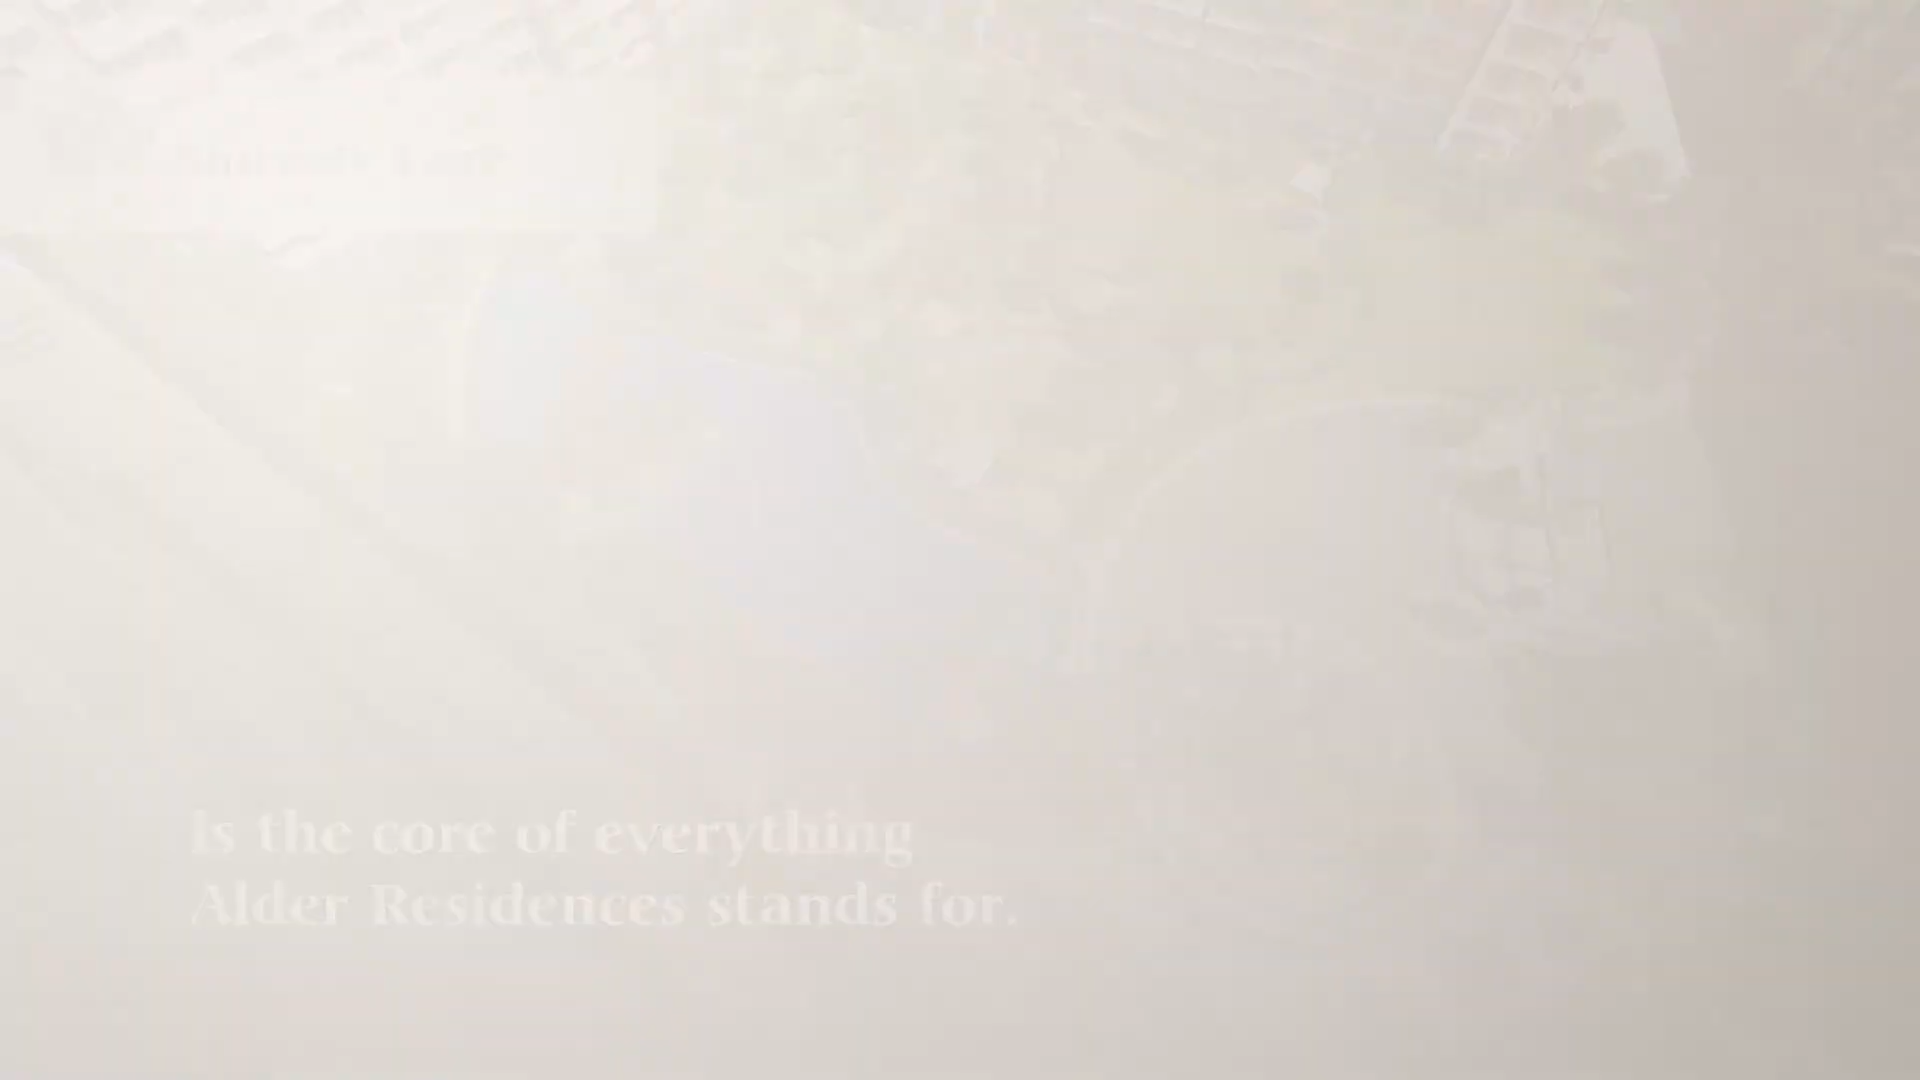 is the core of everything
Alder Residences stands for.